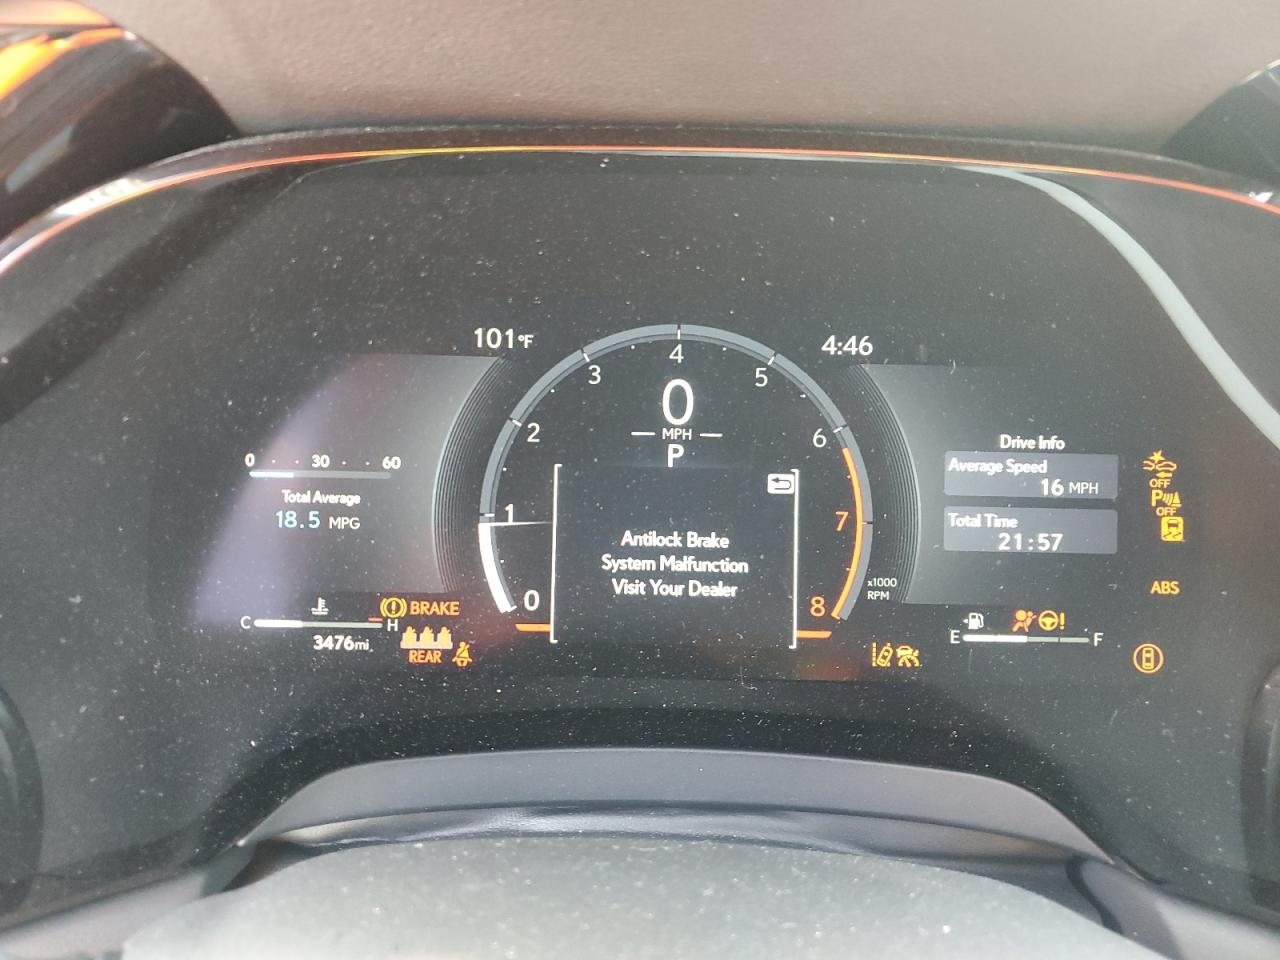 101°F
4:46
0 30 60
Total Average
18.5 MPG
0
1
2
3
4
5
6
7
8
x1000
RPM
0
MPH
P
Antilock Brake
System Malfunction
Visit Your Dealer
Drive Info
Average Speed
16 MPH
Total Time
21:57
OFF
P
OFF
ABS
BRAKE
C H
3476mi
REAR
E F